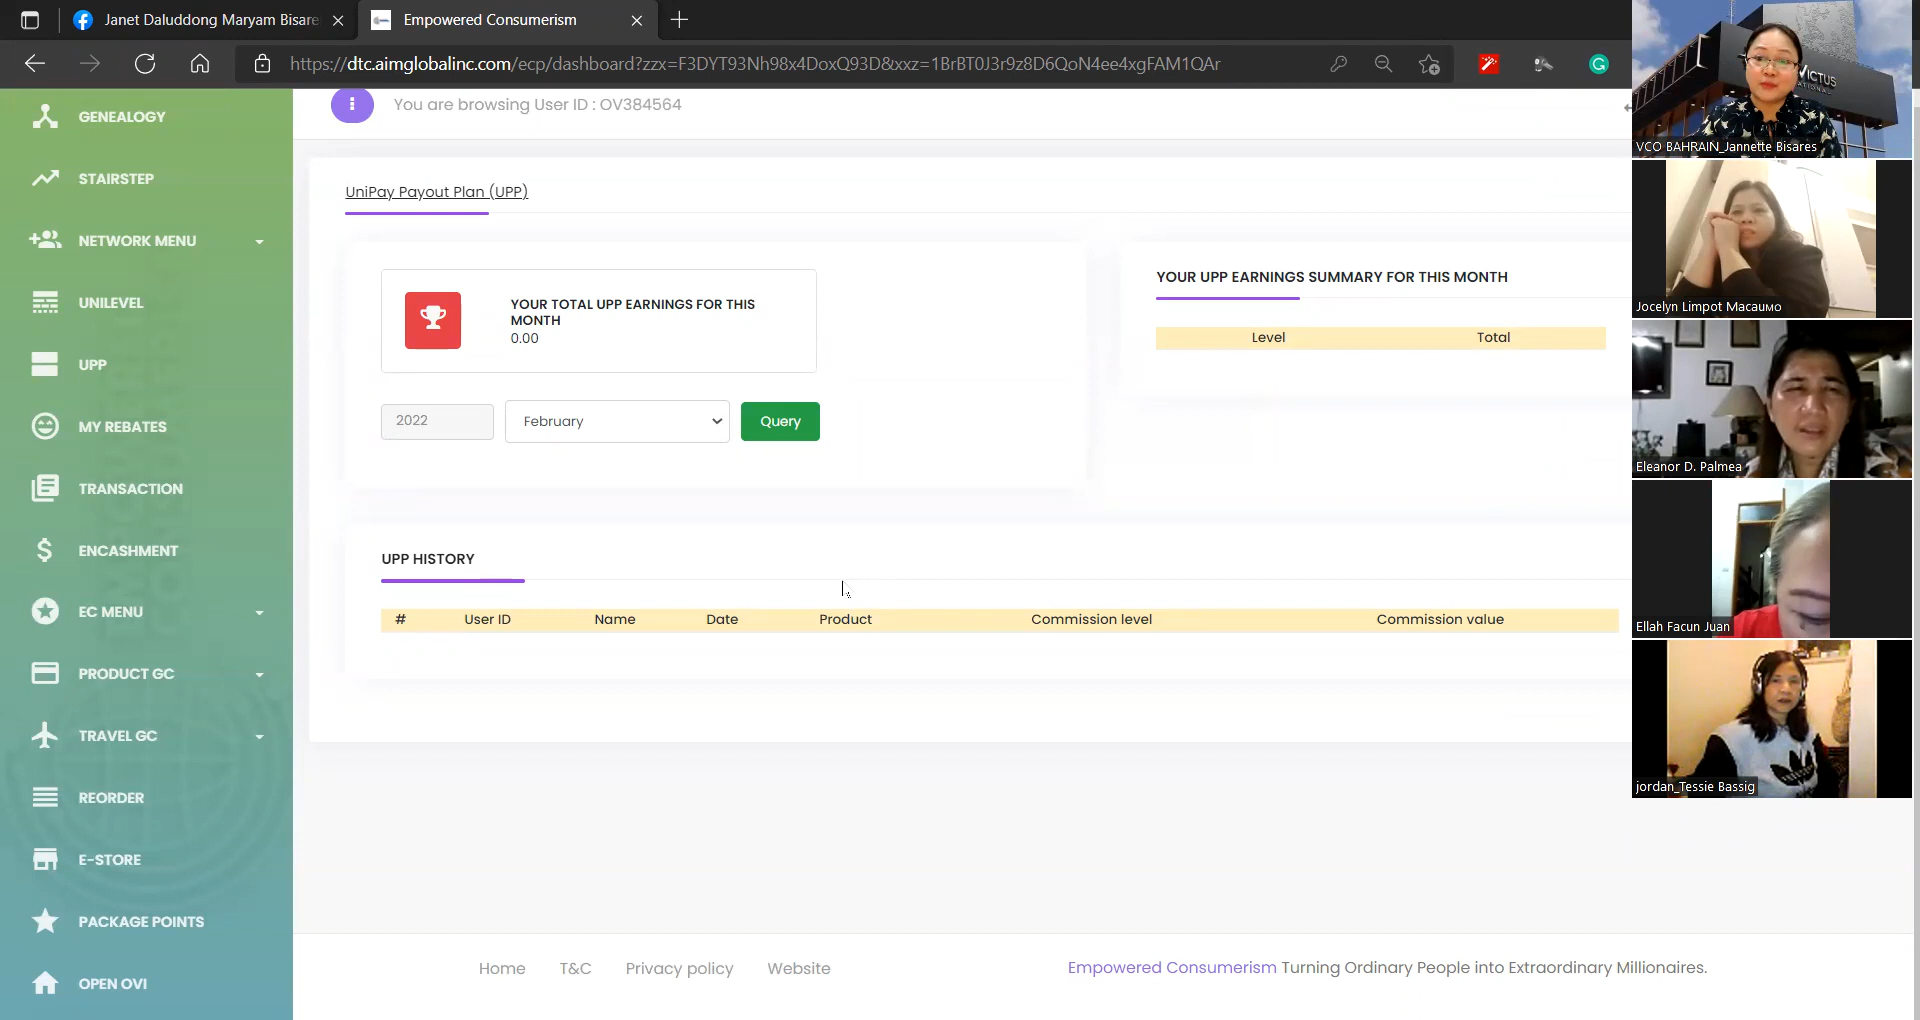 Janet Daluddong Maryam Bisare
Empowered Consumerism
https://dtc.aimglobalinc.com/ecp/dashboard?zzx=F3DYT93Nh98x4DoxQ93D&xxz=1BrBT0J3r9z8D6QoN4ee4xgFAM1QAr
GENEALOGY
STAIRSTEP
NETWORK MENU
UNILEVEL
UPP
MY REBATES
TRANSACTION
ENCASHMENT
EC MENU
PRODUCT GC
TRAVEL GC
REORDER
E-STORE
PACKAGE POINTS
OPEN OVI
You are browsing User ID : OV384564
UniPay Payout Plan (UPP)
YOUR TOTAL UPP EARNINGS FOR THIS
MONTH
0.00
2022 February Query
YOUR UPP EARNINGS SUMMARY FOR THIS MONTH
Level Total
UPP HISTORY
# User ID Name Date Product Commission level Commission value
Home T&C Privacy policy Website
Empowered Consumerism Turning Ordinary People into Extraordinary Millionaires.
VCO BAHRAIN_Jannette Bisares
Jocelyn Limpot Macaumo
Eleanor D. Palmea
Ellah Facun Juan
jordan_Tessie Bassig